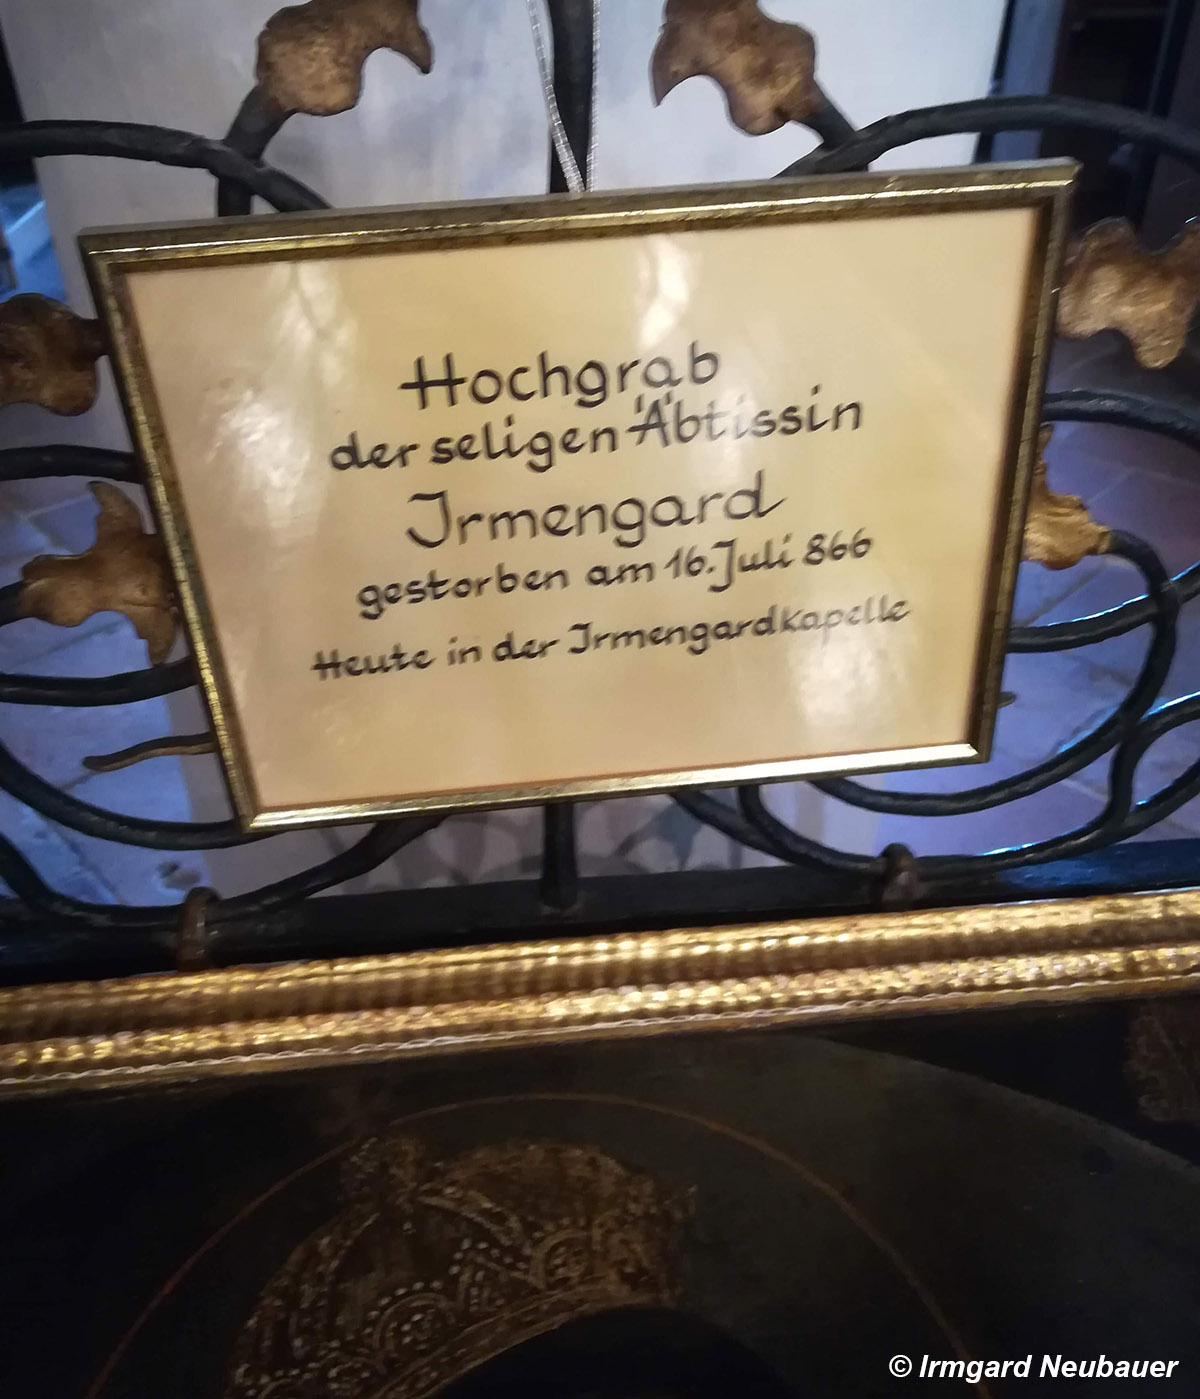 Hochgrab
der seligen Äbtissin
Irmengard
gestorben am 16. Juli 866
Heute in der Irmengardkapelle
© Irmgard Neubauer